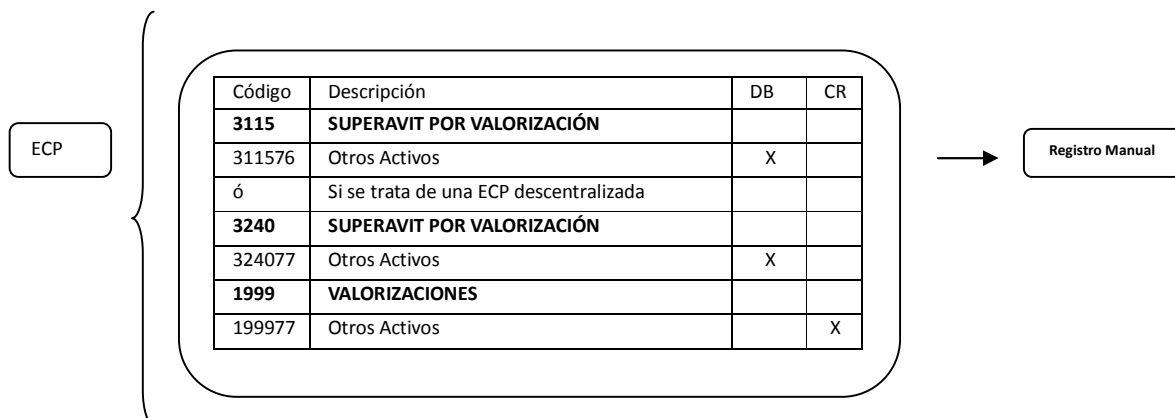 ECP
Código Descripción DB CR
3115 SUPERAVIT POR VALORIZACIÓN
311576 Otros Activos X
ó Si se trata de una ECP descentralizada
3240 SUPERAVIT POR VALORIZACIÓN
324077 Otros Activos X
1999 VALORIZACIONES
199977 Otros Activos X
Registro Manual